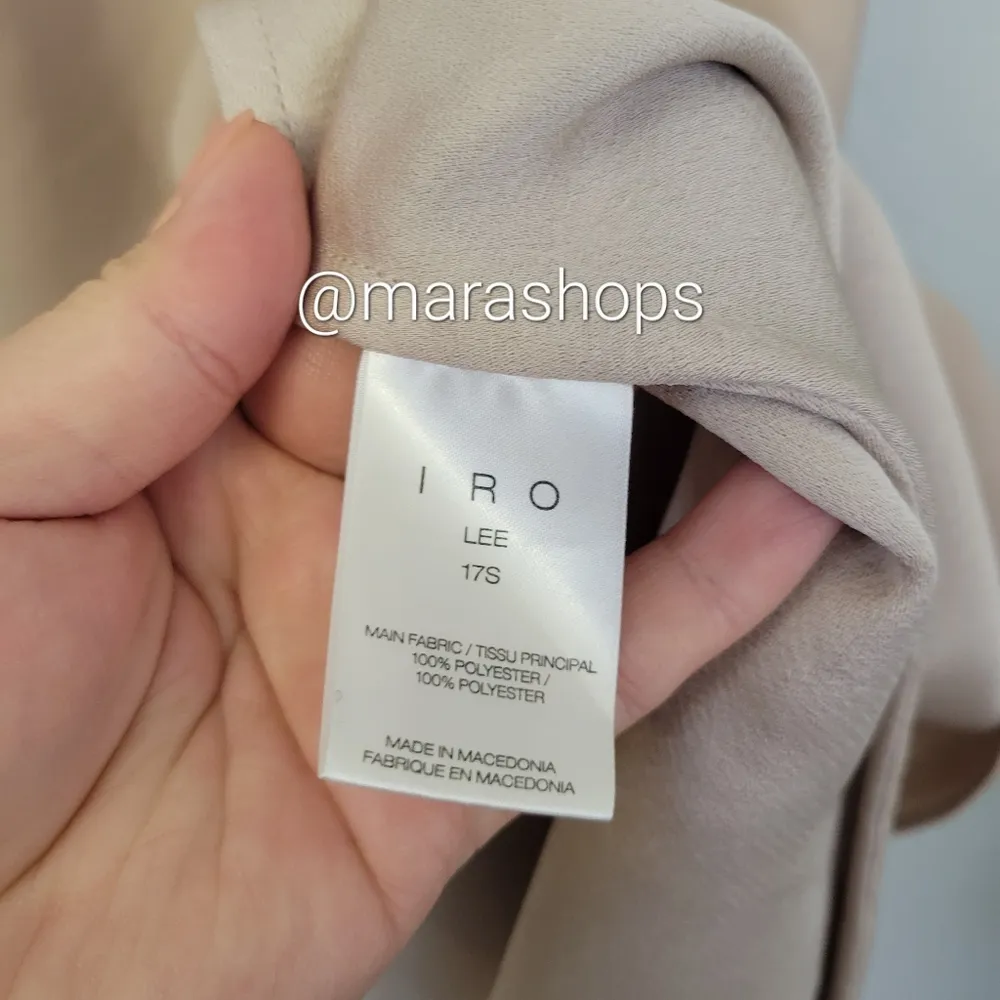 @marashops
I R O
LEE
17S
MAIN FABRIC / TISSU PRINCIPAL
100% POLYESTER /
100% POLYESTER
MADE IN MACEDONIA
FABRIQUE EN MACEDONIA